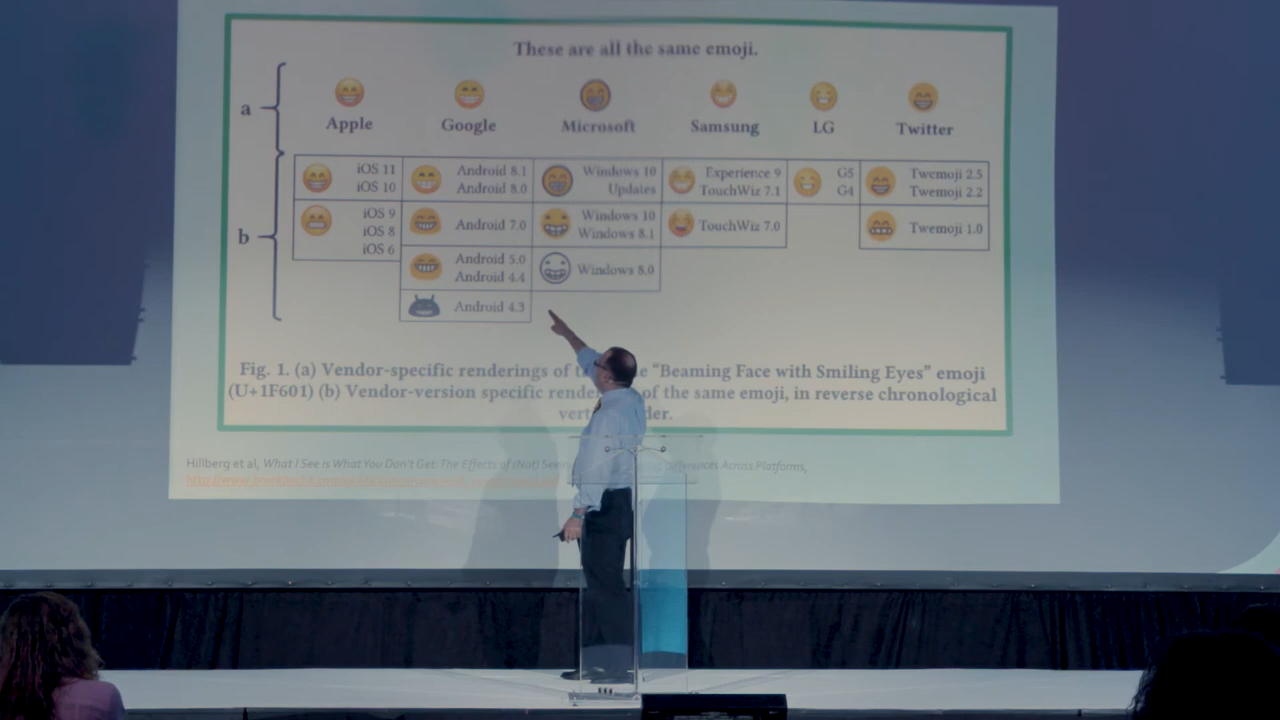 These are all the same emoji.
a
Apple
Google
Microsoft
Samsung
LG
Twitter
b
iOS 11
iOS 10
Android 8.1
Android 8.0
Windows 10
Updates
Experience 9
TouchWiz 7.1
G5
G4
Twemoji 2.5
Twemoji 2.2
iOS 9
iOS 8
iOS 6
Android 7.0
Windows 10
Windows 8.1
TouchWiz 7.0
Twemoji 1.0
Android 5.0
Android 4.4
Windows 8.0
Android 4.3
Fig. 1. (a) Vendor-specific renderings of "Beaming Face with Smiling Eyes" emoji
(U+1F601) (b) Vendor-version specific of the same emoji, in reverse chronological
Hillberg et al, What I See is What You Don't Get: The Effects of (Not) Across Platforms,